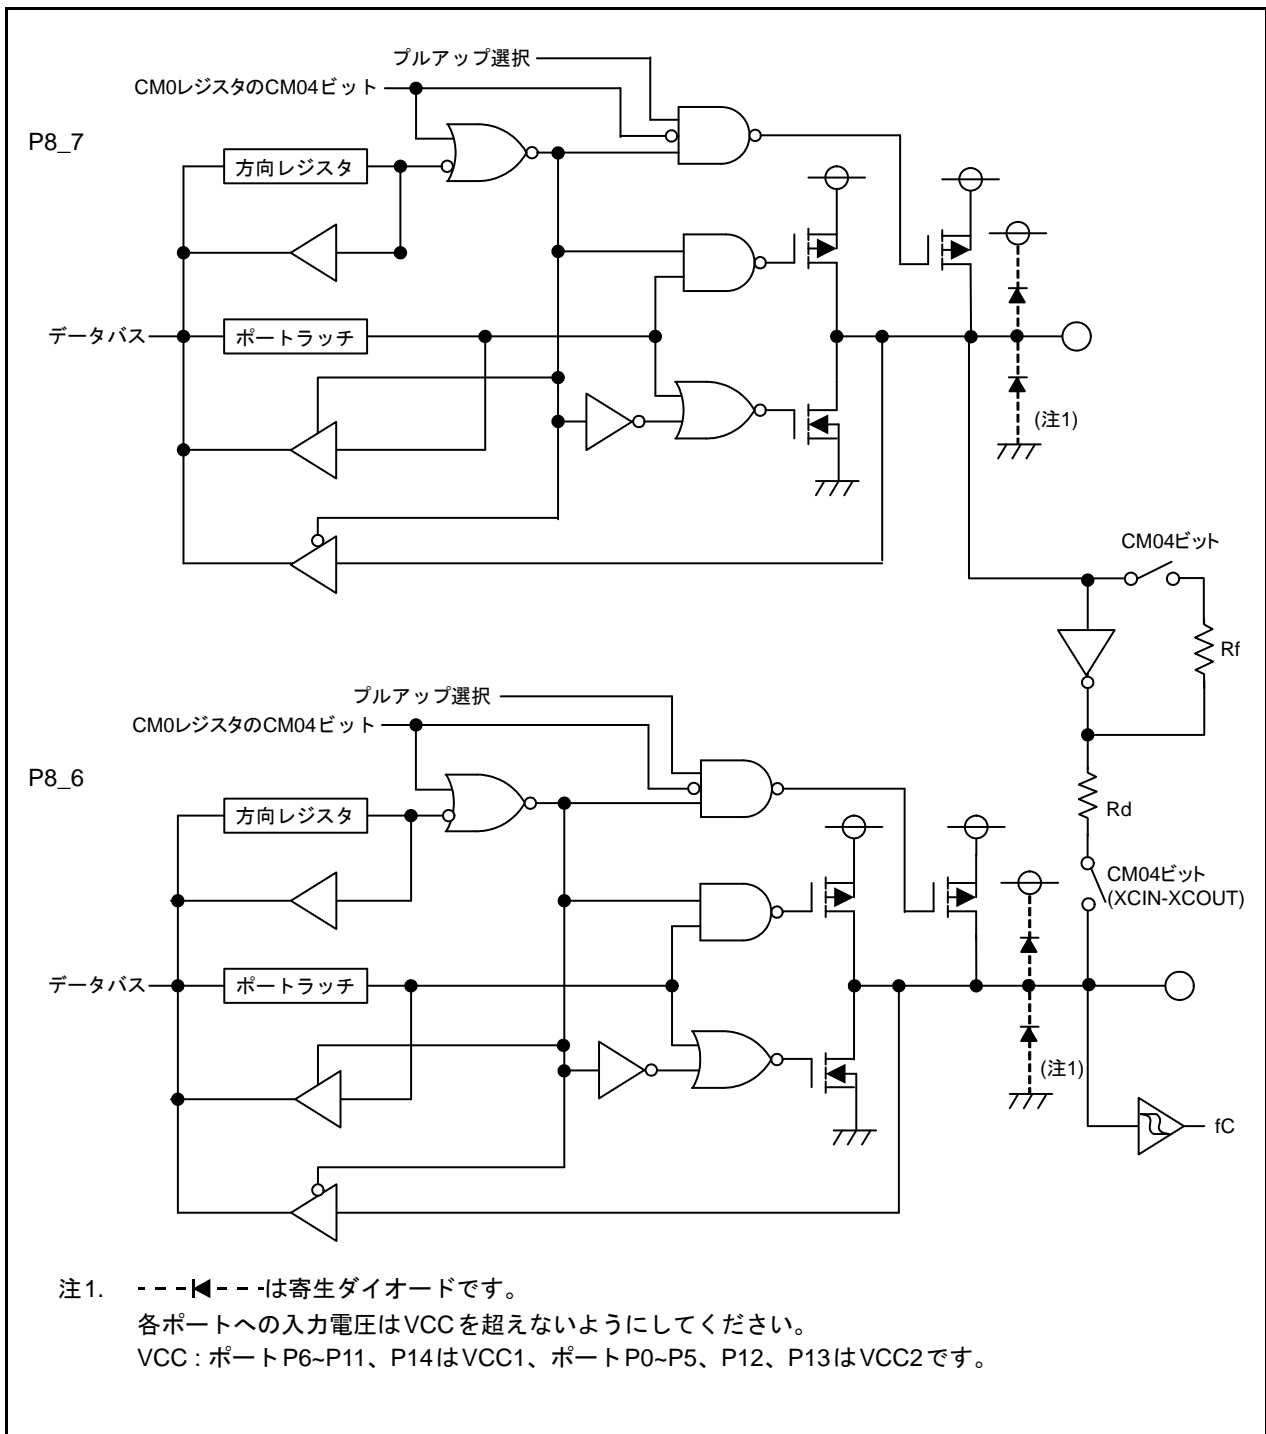 プルアップ選択
CM0レジスタのCM04ビット
P8_7
方向レジスタ
データバス
ポートラッチ
(注1)
CM04ビット
Rf
プルアップ選択
CM0レジスタのCM04ビット
P8_6
方向レジスタ
Rd
CM04ビット
(XCIN-XCOUT)
データバス
ポートラッチ
(注1)
fC
注1. は寄生ダイオードです。
各ポートへの入力電圧はVCCを超えないようにしてください。
VCC : ポートP6~P11、P14はVCC1、ポートP0~P5、P12、P13はVCC2です。